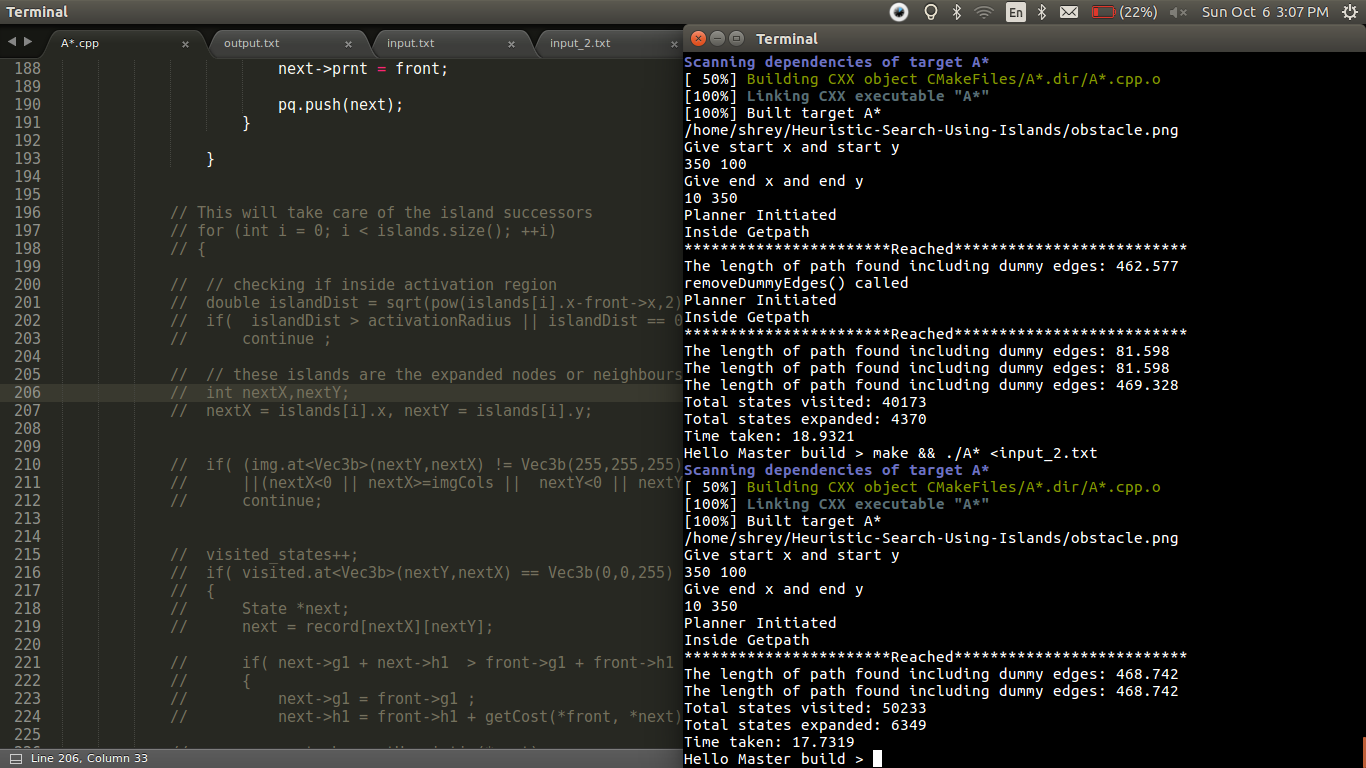 Terminal
En
(22%)
Sun Oct 6 3:07 PM
A*.cpp
output.txt
input.txt
input_2.txt
188 next->prnt = front;
189
190 pq.push(next);
191 }
192
193 }
194
195
196 // This will take care of the island successors
197 // for (int i = 0; i < islands.size(); ++i)
198 // {
199
200 // // checking if inside activation region
201 // double islandDist = sqrt(pow(islands[i].x-front->x,2)
202 // if( islandDist > activationRadius || islandDist == 0
203 // continue ;
204
205 // // these islands are the expanded nodes or neighbours
206 // int nextX,nextY;
207 // nextX = islands[i].x, nextY = islands[i].y;
208
209
210 // if( (img.at<Vec3b>(nextY,nextX) != Vec3b(255,255,255)
211 // ||(nextX<0 || nextX>=imgCols || nextY<0 || nextY
212 // continue;
213
214
215 // visited_states++;
216 // if( visited.at<Vec3b>(nextY,nextX) == Vec3b(0,0,255)
217 // {
218 // State *next;
219 // next = record[nextX][nextY];
220
221 // if( next->g1 + next->h1 > front->g1 + front->h1
222 // {
223 // next->g1 = front->g1 ;
224 // next->h1 = front->h1 + getCost(*front, *next)
225
Line 206, Column 33
Terminal
Scanning dependencies of target A*
[ 50%] Building CXX object CMakeFiles/A*.dir/A*.cpp.o
[100%] Linking CXX executable "A*"
[100%] Built target A*
/home/shrey/Heuristic-Search-Using-Islands/obstacle.png
Give start x and start y
350 100
Give end x and end y
10 350
Planner Initiated
Inside Getpath
***********************Reached**************************
The length of path found including dummy edges: 462.577
removeDummyEdges() called
Planner Initiated
Inside Getpath
***********************Reached**************************
The length of path found including dummy edges: 81.598
The length of path found including dummy edges: 81.598
The length of path found including dummy edges: 469.328
Total states visited: 40173
Total states expanded: 4370
Time taken: 18.9321
Hello Master build > make && ./A* <input_2.txt
Scanning dependencies of target A*
[ 50%] Building CXX object CMakeFiles/A*.dir/A*.cpp.o
[100%] Linking CXX executable "A*"
[100%] Built target A*
/home/shrey/Heuristic-Search-Using-Islands/obstacle.png
Give start x and start y
350 100
Give end x and end y
10 350
Planner Initiated
Inside Getpath
***********************Reached**************************
The length of path found including dummy edges: 468.742
The length of path found including dummy edges: 468.742
Total states visited: 50233
Total states expanded: 6349
Time taken: 17.7319
Hello Master build >